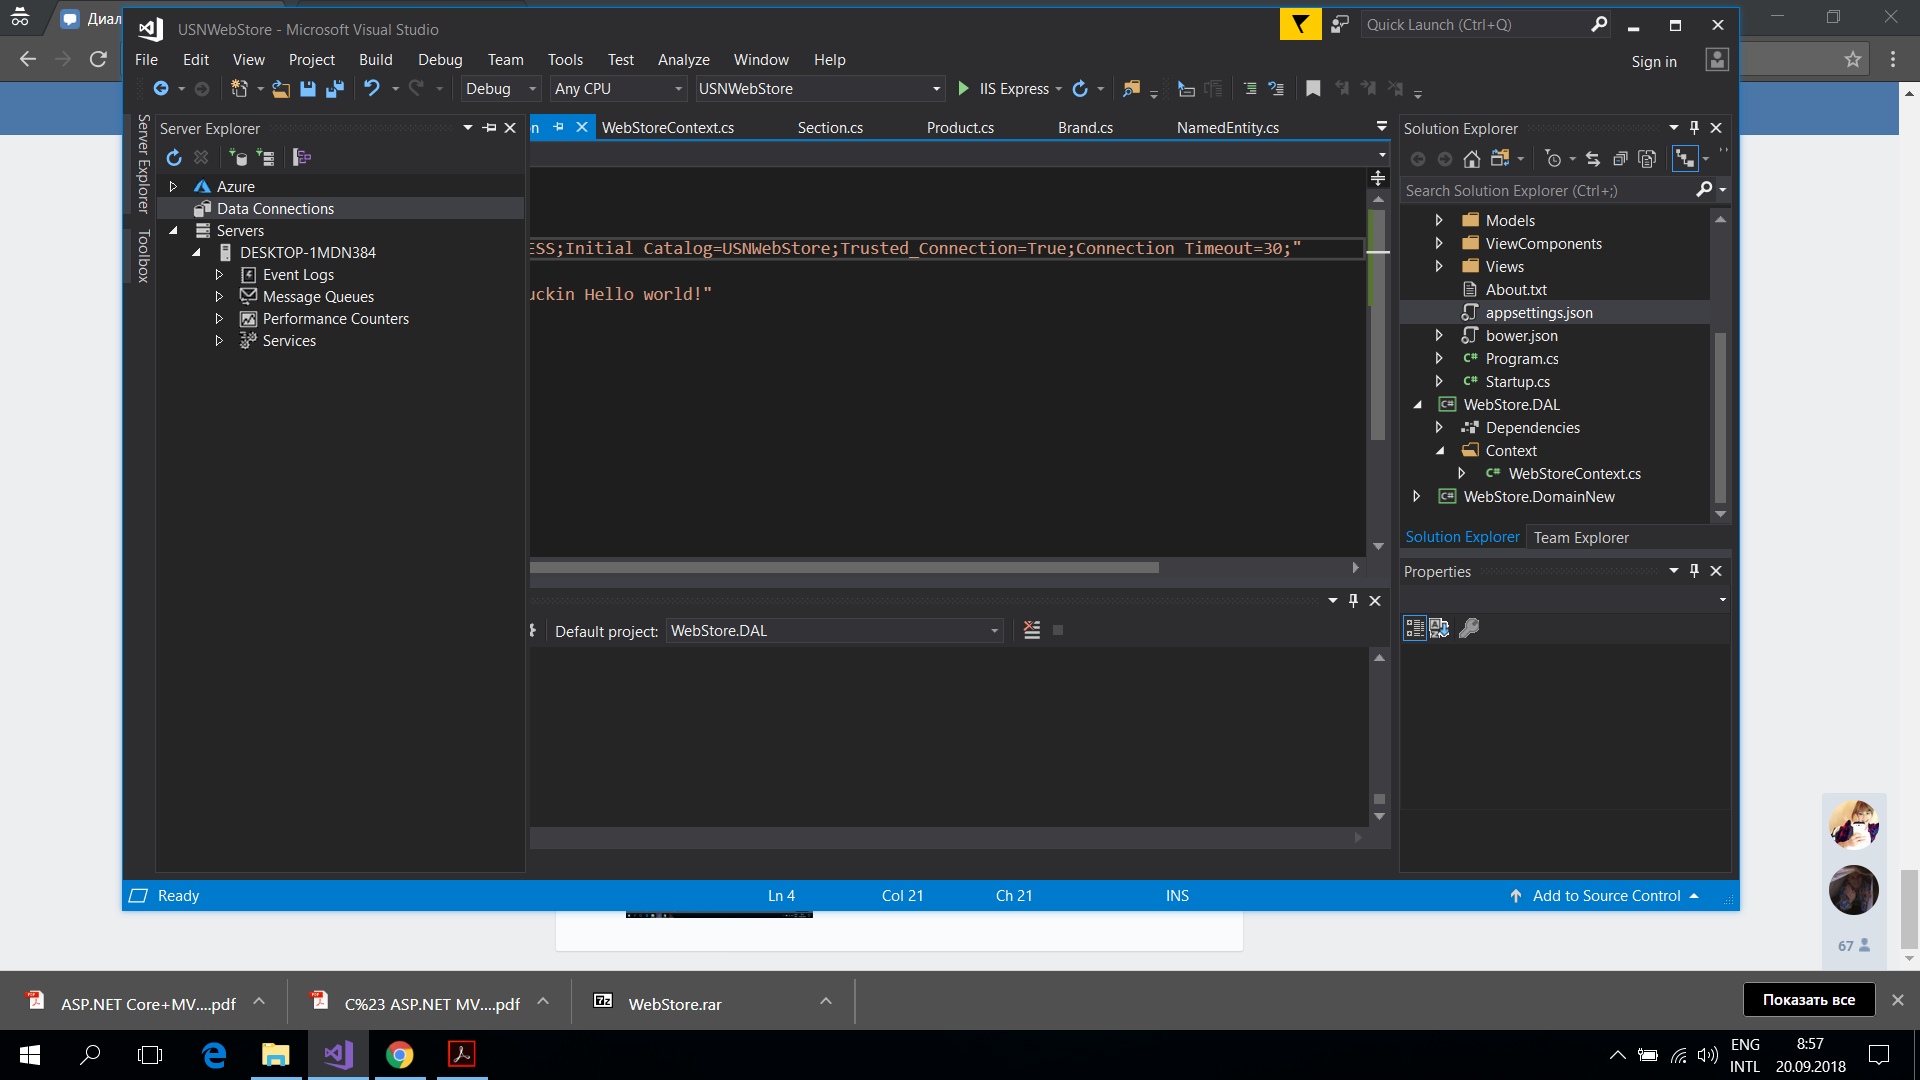 Диал
USNWebStore - Microsoft Visual Studio
Quick Launch (Ctrl+Q)
File Edit View Project Build Debug Team Tools Test Analyze Window Help
Sign in
Debug Any CPU USNWebStore IIS Express
Server Explorer
Toolbox
Server Explorer
Azure
Data Connections
Servers
DESKTOP-1MDN384
Event Logs
Message Queues
Performance Counters
Services
on WebStoreContext.cs Section.cs Product.cs Brand.cs NamedEntity.cs
ESS;Initial Catalog=USNWebStore;Trusted_Connection=True;Connection Timeout=30;"
uckin Hello world!"
Default project: WebStore.DAL
Solution Explorer
Search Solution Explorer (Ctrl+;)
Models
ViewComponents
Views
About.txt
appsettings.json
bower.json
C# Program.cs
C# Startup.cs
C# WebStore.DAL
Dependencies
Context
C# WebStoreContext.cs
C# WebStore.DomainNew
Solution Explorer Team Explorer
Properties
Ready Ln 4 Col 21 Ch 21 INS Add to Source Control
67
ASP.NET Core+MV....pdf C%23 ASP.NET MV....pdf 7z WebStore.rar Показать все
ENG
INTL
8:57
20.09.2018